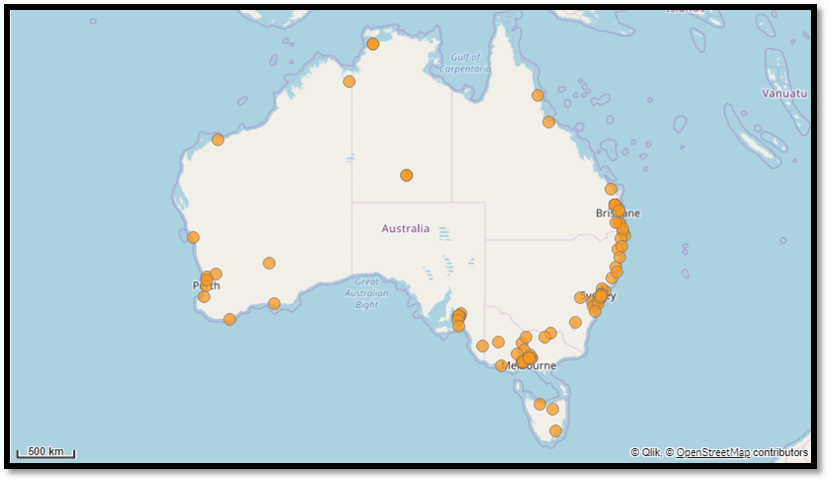 Gulf of
Carpentaria
Vanuatu
Brisbane
Australia
Great
Australian
Bight
Perth
Sydney
Melbourne
500 km
© Qlik, © OpenStreetMap contributors